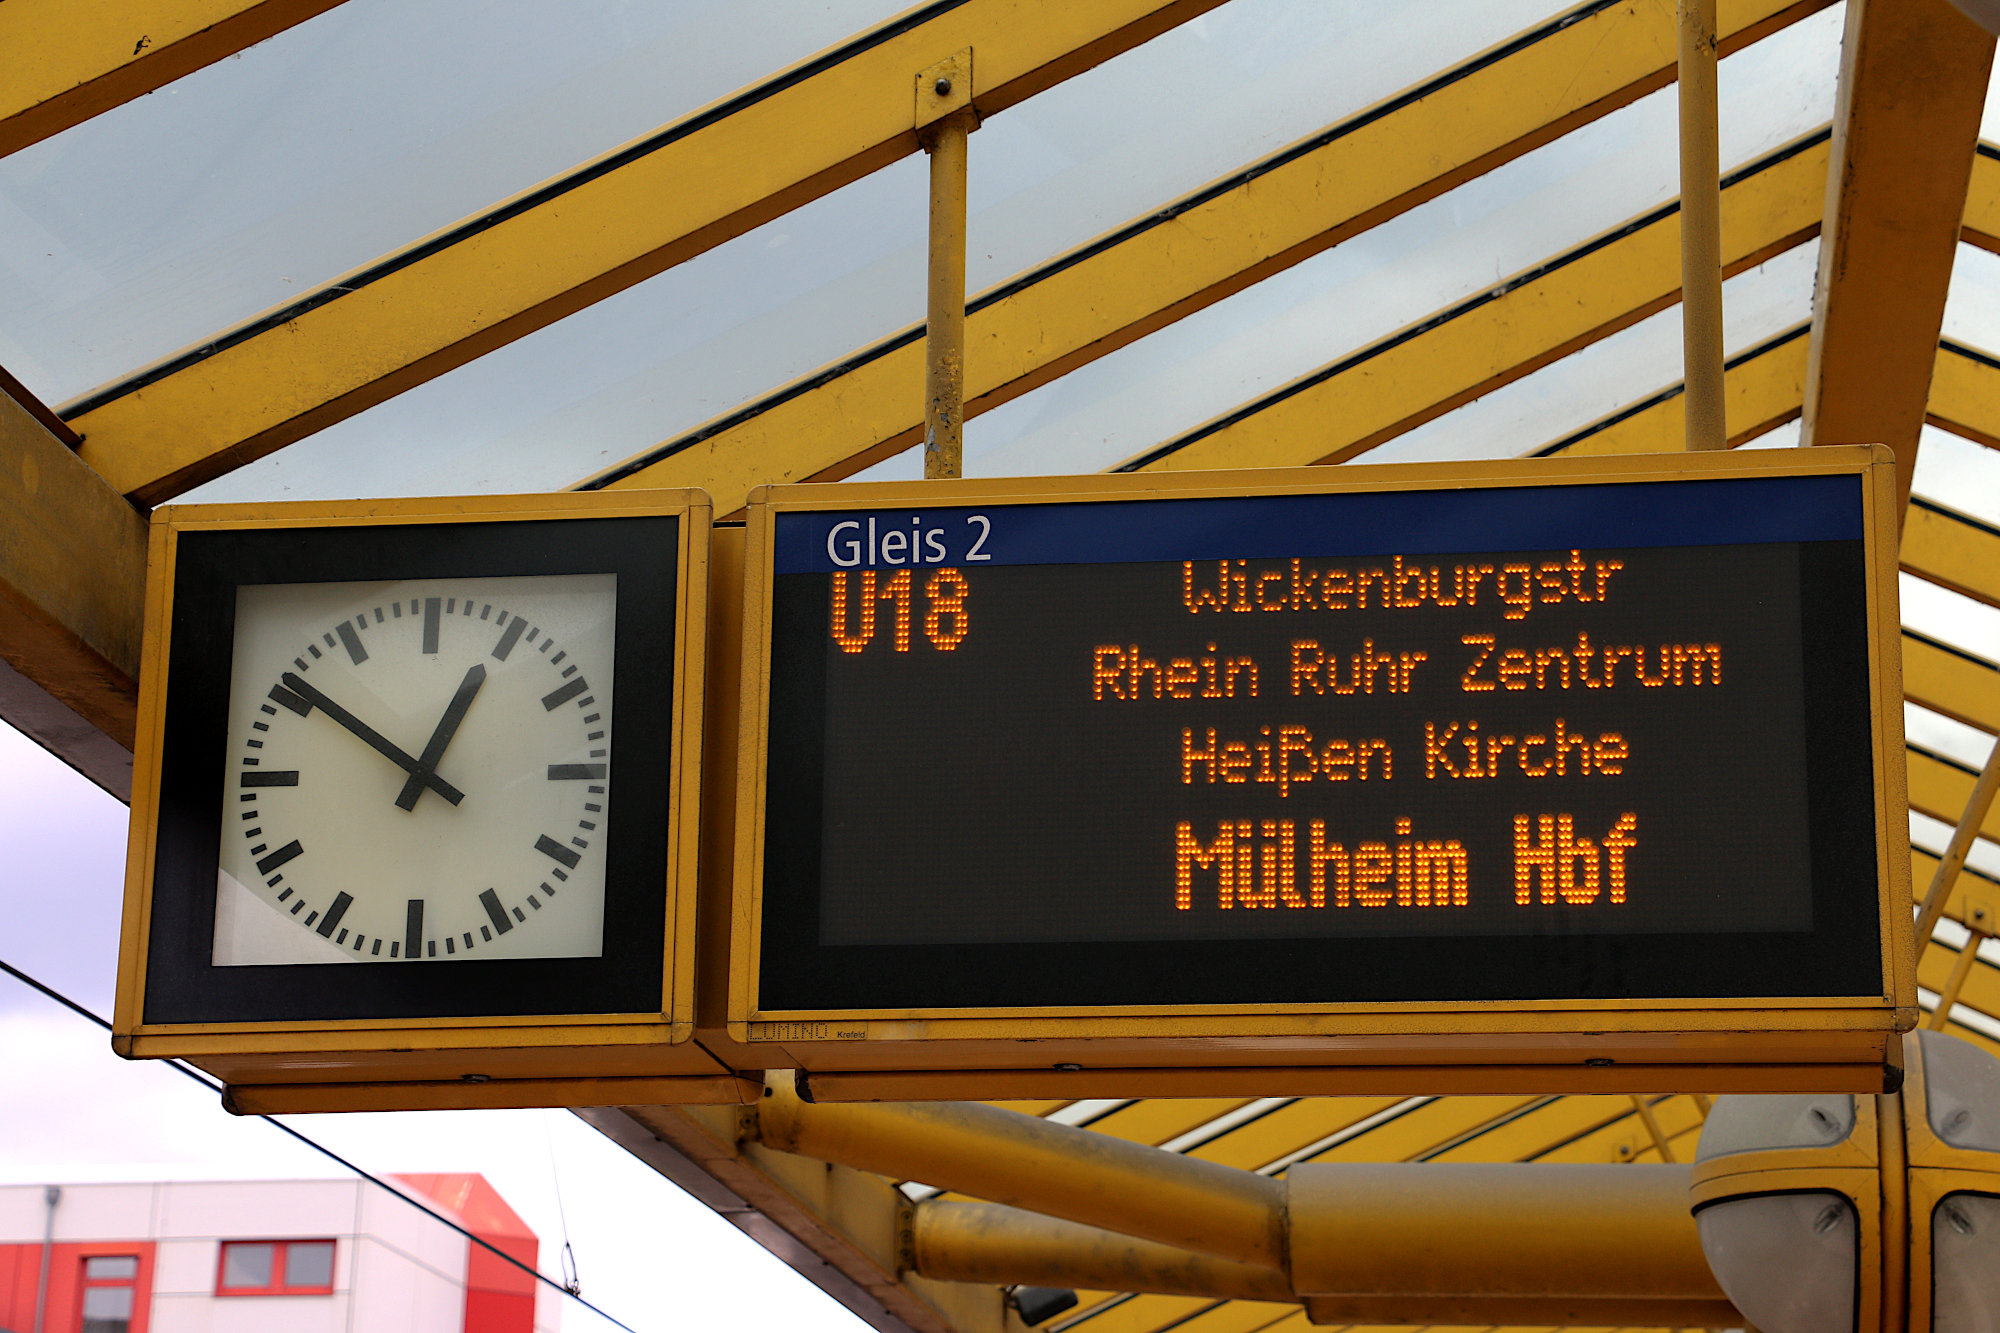 Gleis 2
U18
Wickenburgstr
Rhein Ruhr Zentrum
Heißen Kirche
Mülheim Hbf
LUMINO Krefeld